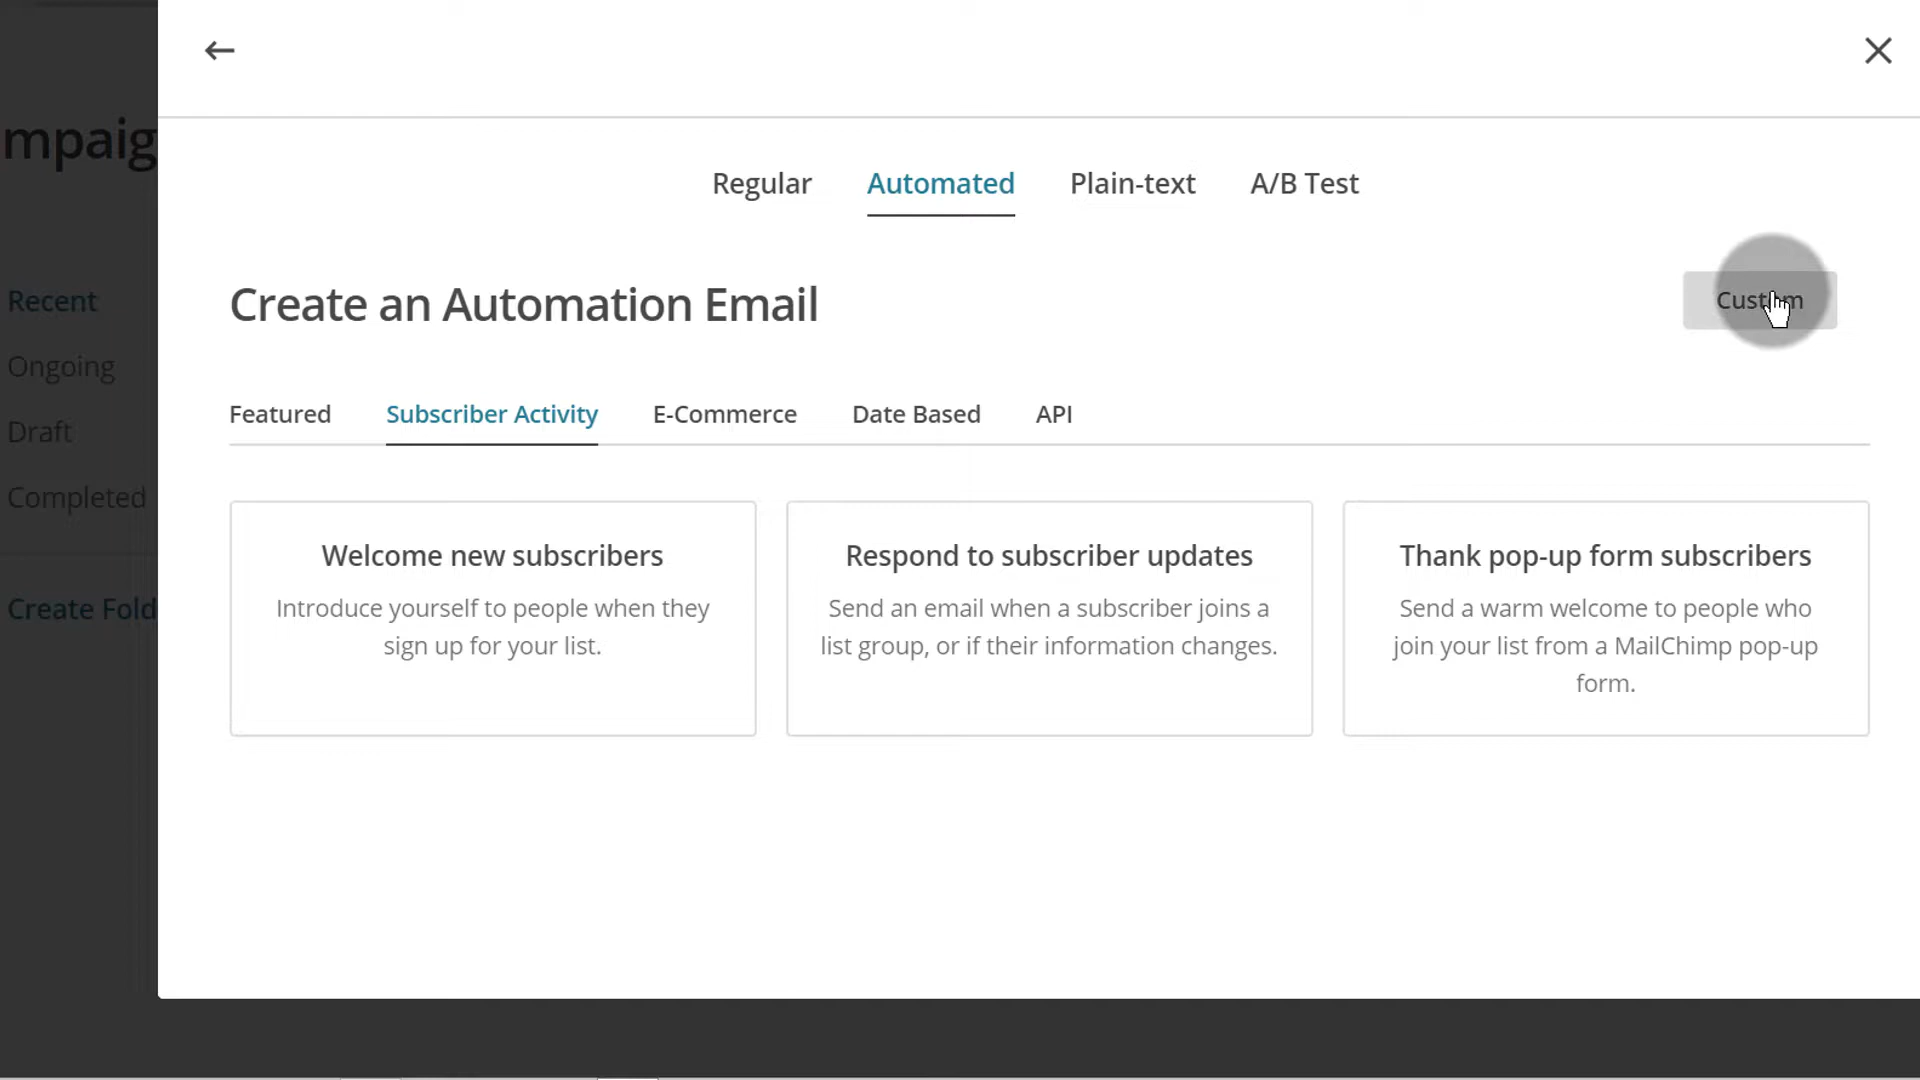 mpaig
Recent
Ongoing
Draft
Completed
Create Fold
Regular Automated Plain-text A/B Test
Create an Automation Email
Custom
Featured Subscriber Activity E-Commerce Date Based API
Welcome new subscribers
Introduce yourself to people when they
sign up for your list.
Respond to subscriber updates
Send an email when a subscriber joins a
list group, or if their information changes.
Thank pop-up form subscribers
Send a warm welcome to people who
join your list from a MailChimp pop-up
form.